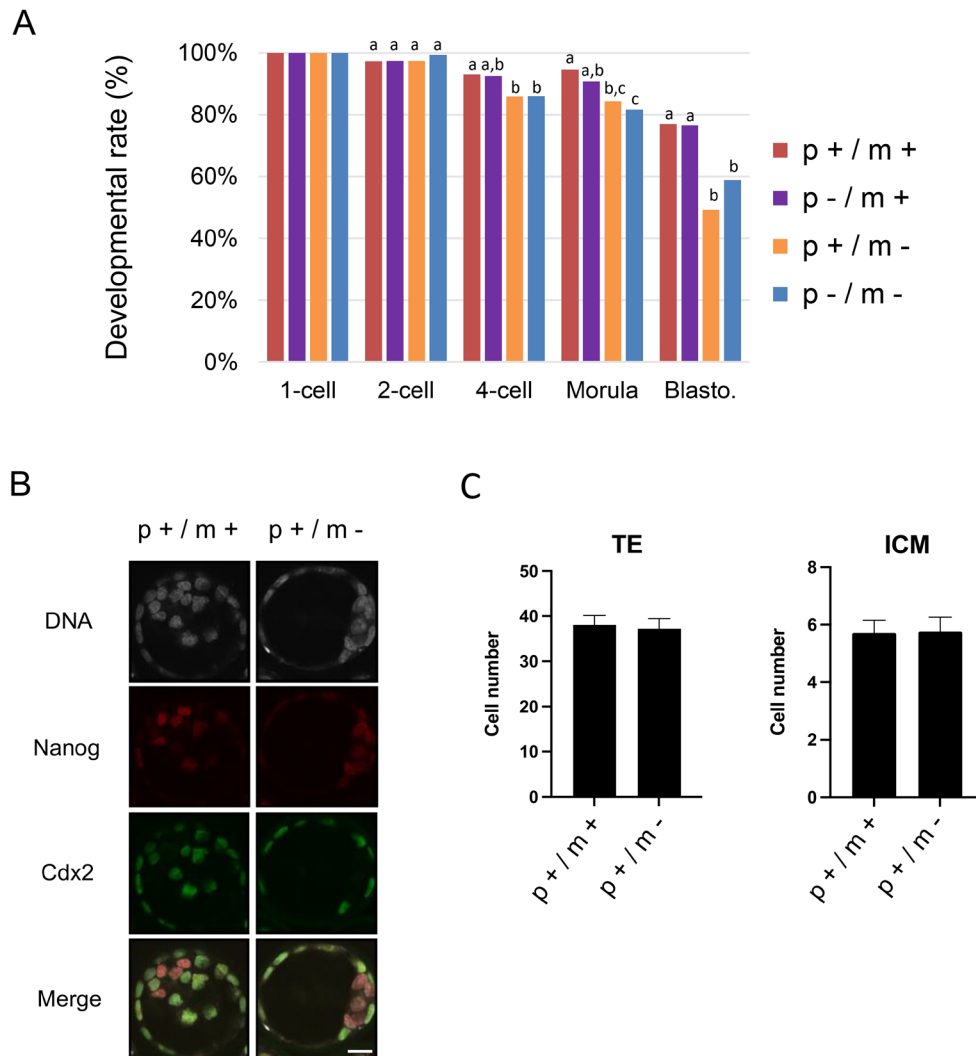 A
Developmental rate (%)
100%
80%
60%
40%
20%
0%
a a a a
a a,b b b
a a,b b,c c
a a b b
1-cell 2-cell 4-cell Morula Blasto.
p + / m +
p - / m +
p + / m -
p - / m -
B
p + / m + p + / m -
DNA
Nanog
Cdx2
Merge
C
TE
Cell number
50
40
30
20
10
0
p + / m + p + / m -
ICM
Cell number
8
6
4
2
0
p + / m + p + / m -